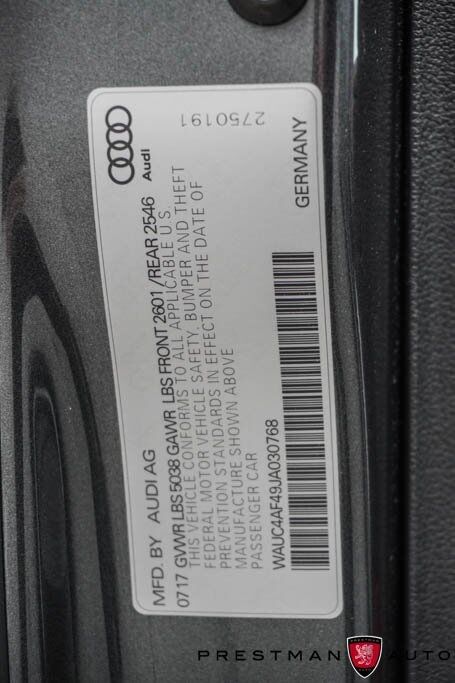 MFD. BY AUDI AG
Audi
0717 GVWR LBS 5038 GAWR LBS FRONT 2601/REAR 2546
THIS VEHICLE CONFORMS TO ALL APPLICABLE U.S.
FEDERAL MOTOR VEHICLE SAFETY, BUMPER AND THEFT
PREVENTION STANDARDS IN EFFECT ON THE DATE OF
MANUFACTURE SHOWN ABOVE
PASSENGER CAR
2750191
WAUC4AF49JA030768
GERMANY
PRESTMAN AUTO
PRESTMAN